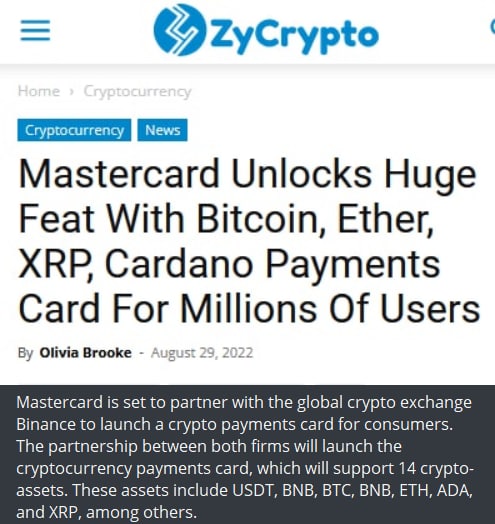 ZyCrypto
Home › Cryptocurrency
Cryptocurrency News
Mastercard Unlocks Huge
Feat With Bitcoin, Ether,
XRP, Cardano Payments
Card For Millions Of Users
By Olivia Brooke - August 29, 2022
Mastercard is set to partner with the global crypto exchange
Binance to launch a crypto payments card for consumers.
The partnership between both firms will launch the
cryptocurrency payments card, which will support 14 crypto-
assets. These assets include USDT, BNB, BTC, BNB, ETH, ADA,
and XRP, among others.